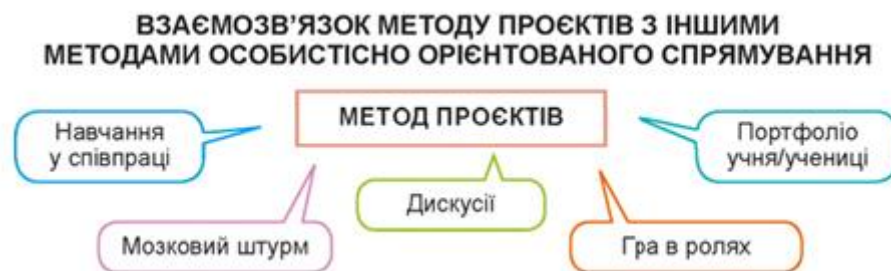 ВЗАЄМОЗВ’ЯЗОК МЕТОДУ ПРОЄКТІВ З ІНШИМИ
МЕТОДАМИ ОСОБИСТІСНО ОРІЄНТОВАНОГО СПРЯМУВАННЯ
МЕТОД ПРОЄКТІВ
Навчання
у співпраці
Портфоліо
учня/учениці
Мозковий штурм
Дискусії
Гра в ролях